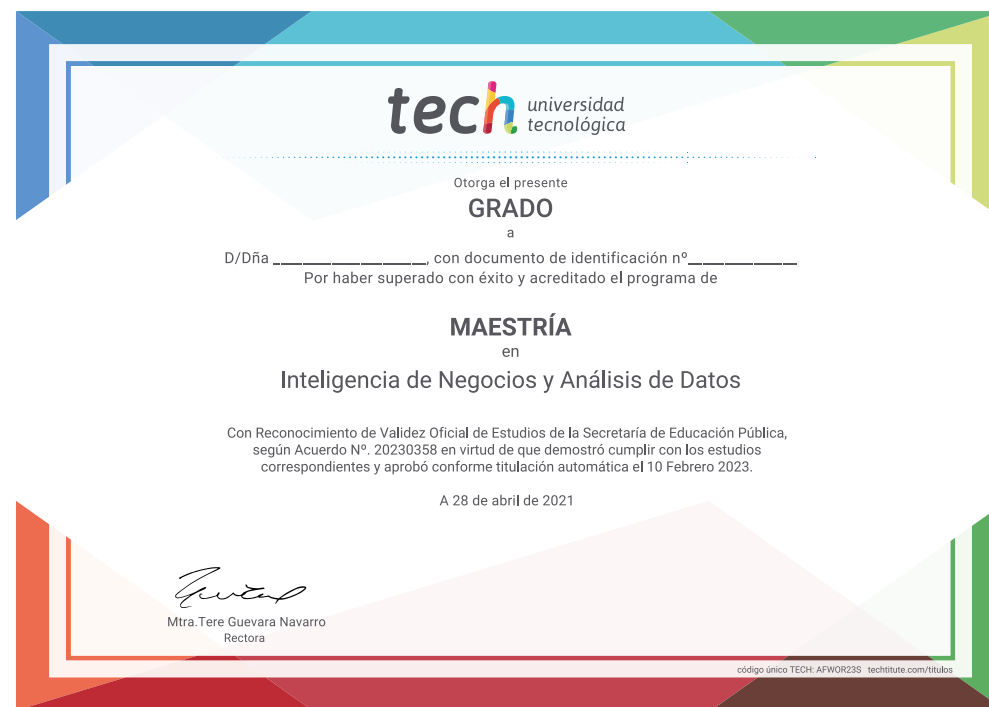 tech universidad
tecnológica
Otorga el presente
GRADO
a
D/Dña ________________, con documento de identificación nº____________
Por haber superado con éxito y acreditado el programa de
MAESTRÍA
en
Inteligencia de Negocios y Análisis de Datos
Con Reconocimiento de Validez Oficial de Estudios de la Secretaría de Educación Pública,
según Acuerdo Nº. 20230358 en virtud de que demostró cumplir con los estudios
correspondientes y aprobó conforme titulación automática el 10 Febrero 2023.
A 28 de abril de 2021
Mtra.Tere Guevara Navarro
Rectora
código único TECH: AFWOR23S techtitute.com/titulos